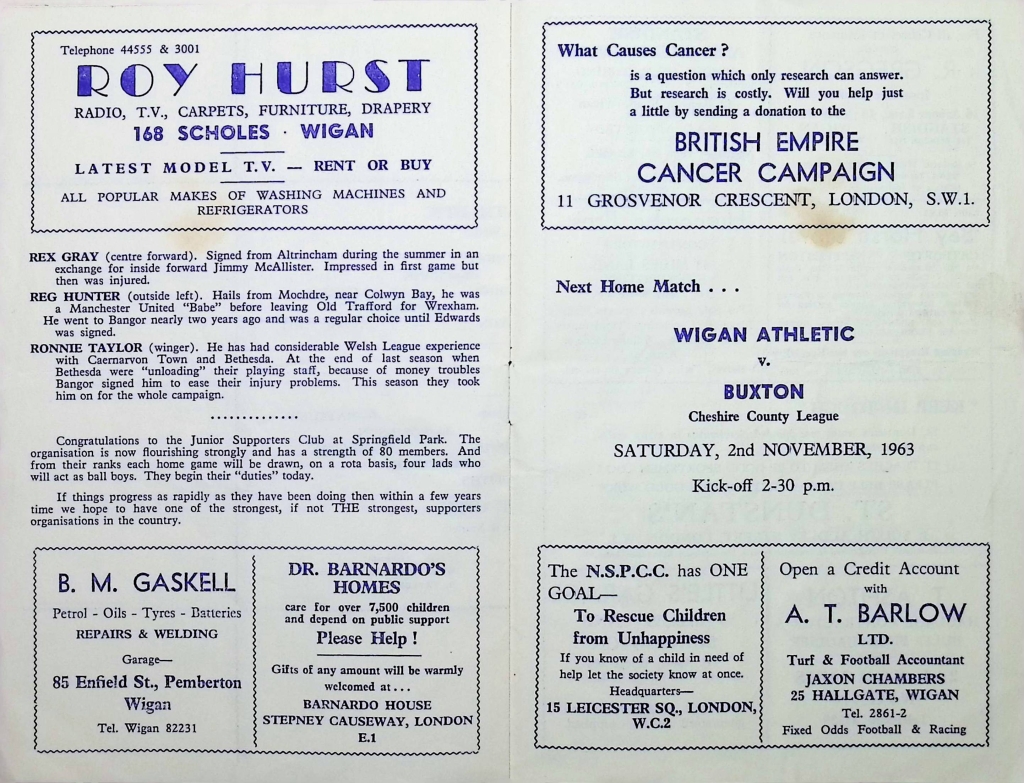 Telephone 44555 & 3001
ROY HURST
RADIO, T.V., CARPETS, FURNITURE, DRAPERY
168 SCHOLES · WIGAN
LATEST MODEL T.V. — RENT OR BUY
ALL POPULAR MAKES OF WASHING MACHINES AND
REFRIGERATORS
REX GRAY (centre forward). Signed from Altrincham during the summer in an
exchange for inside forward Jimmy McAllister. Impressed in first game but
then was injured.
REG HUNTER (outside left). Hails from Mochdre, near Colwyn Bay, he was
a Manchester United "Babe" before leaving Old Trafford for Wrexham.
He went to Bangor nearly two years ago and was a regular choice until Edwards
was signed.
RONNIE TAYLOR (winger). He has had considerable Welsh League experience
with Caernarvon Town and Bethesda. At the end of last season when
Bethesda were "unloading" their playing staff, because of money troubles
Bangor signed him to ease their injury problems. This season they took
him on for the whole campaign.
..............
Congratulations to the Junior Supporters Club at Springfield Park. The
organisation is now flourishing strongly and has a strength of 80 members. And
from their ranks each home game will be drawn, on a rota basis, four lads who
will act as ball boys. They begin their "duties" today.
If things progress as rapidly as they have been doing then within a few years
time we hope to have one of the strongest, if not THE strongest, supporters
organisations in the country.
B. M. GASKELL
Petrol - Oils - Tyres - Batteries
REPAIRS & WELDING
Garage—
85 Enfield St., Pemberton
Wigan
Tel. Wigan 82231
DR. BARNARDO'S
HOMES
care for over 7,500 children
and depend on public support
Please Help !
Gifts of any amount will be warmly
welcomed at . . .
BARNARDO HOUSE
STEPNEY CAUSEWAY, LONDON
E.1
What Causes Cancer ?
is a question which only research can answer.
But research is costly. Will you help just
a little by sending a donation to the
BRITISH EMPIRE
CANCER CAMPAIGN
11 GROSVENOR CRESCENT, LONDON, S.W.1.
Next Home Match . . .
WIGAN ATHLETIC
v.
BUXTON
Cheshire County League
SATURDAY, 2nd NOVEMBER, 1963
Kick-off 2-30 p.m.
The N.S.P.C.C. has ONE
GOAL—
To Rescue Children
from Unhappiness
If you know of a child in need of
help let the society know at once.
Headquarters—
15 LEICESTER SQ., LONDON,
W.C.2
Open a Credit Account
with
A. T. BARLOW
LTD.
Turf & Football Accountant
JAXON CHAMBERS
25 HALLGATE, WIGAN
Tel. 2861-2
Fixed Odds Football & Racing